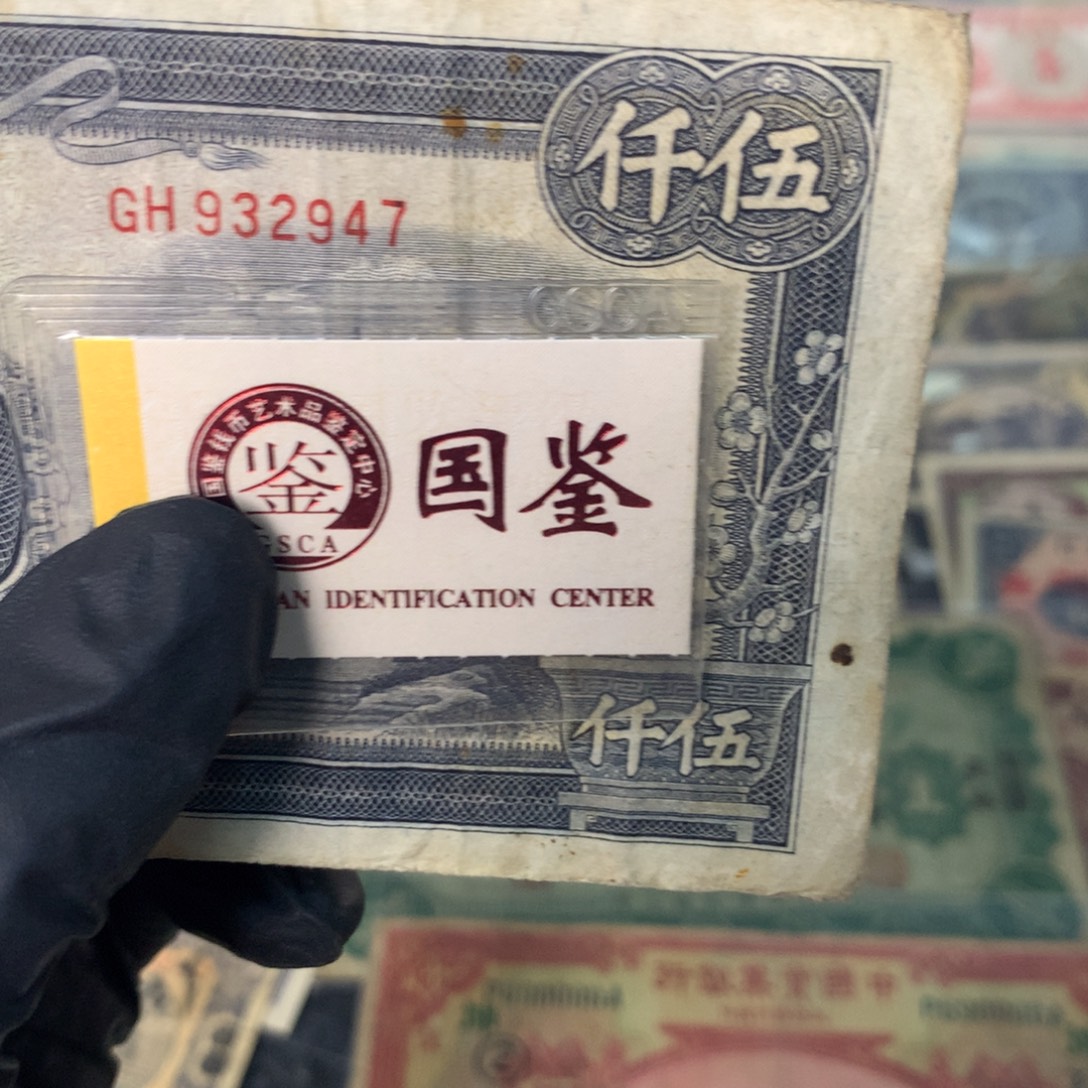 仟伍
GH 932947
GSCA
国鉴钱币艺术品鉴定中心
鉴
国鉴
GSCA
AN IDENTIFICATION CENTER
仟伍